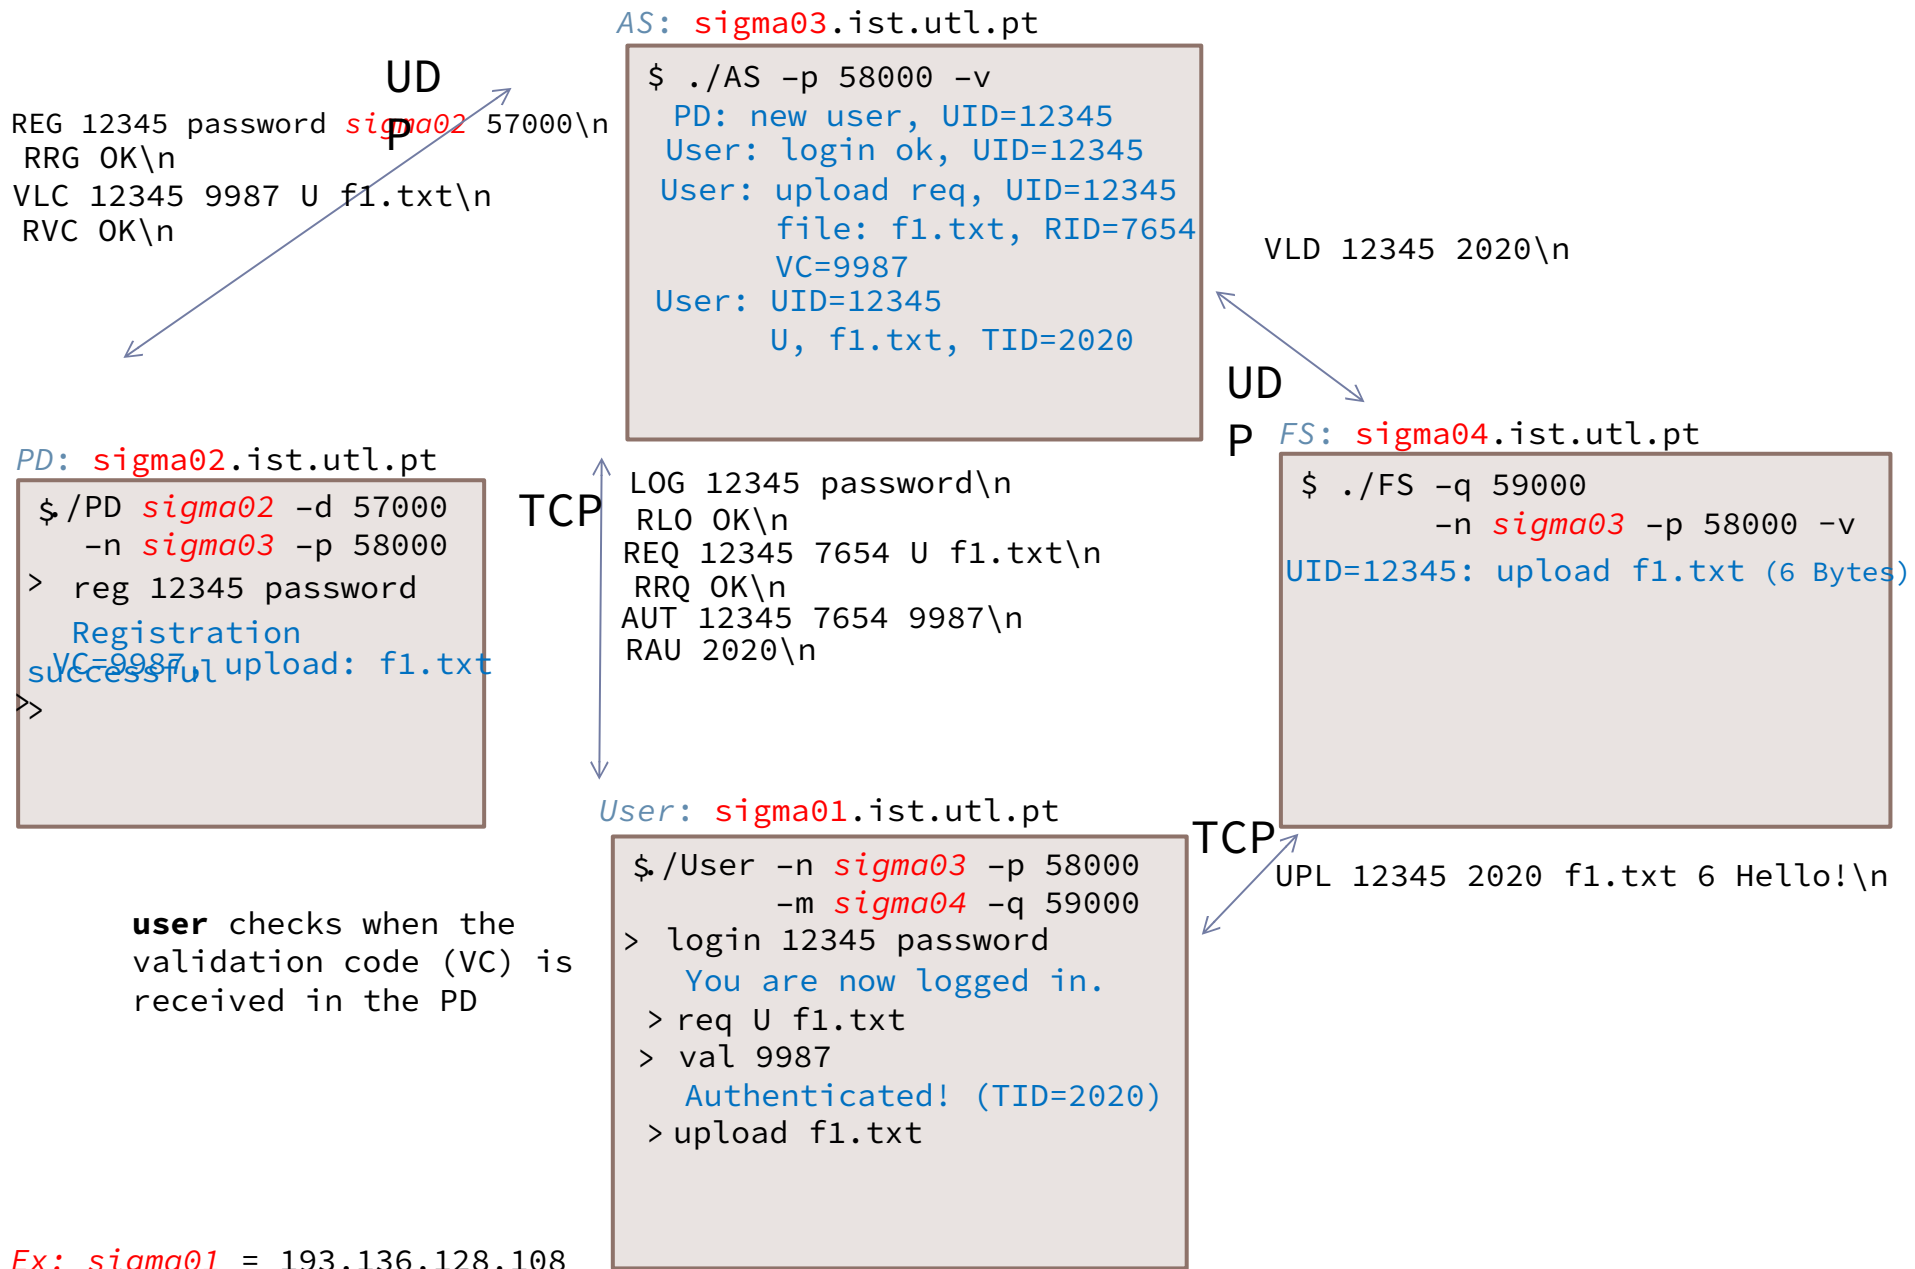 AS: sigma03.ist.utl.pt
UD
P
REG 12345 password sigma02 57000\n
RRG OK\n
VLC 12345 9987 U f1.txt\n
RVC OK\n
$ ./AS –p 58000 –v
PD: new user, UID=12345
User: login ok, UID=12345
User: upload req, UID=12345
file: f1.txt, RID=7654
VC=9987
User: UID=12345
U, f1.txt, TID=2020
VLD 12345 2020\n
UD
P
PD: sigma02.ist.utl.pt
$./PD sigma02 –d 57000
–n sigma03 –p 58000
> reg 12345 password
Registration
successful
VC=9987, upload: f1.txt
>
>
TCP
LOG 12345 password\n
RLO OK\n
REQ 12345 7654 U f1.txt\n
RRQ OK\n
AUT 12345 7654 9987\n
RAU 2020\n
FS: sigma04.ist.utl.pt
$ ./FS –q 59000
–n sigma03 –p 58000 –v
UID=12345: upload f1.txt (6 Bytes)
User: sigma01.ist.utl.pt
$./User –n sigma03 –p 58000
–m sigma04 –q 59000
> login 12345 password
You are now logged in.
> req U f1.txt
> val 9987
Authenticated! (TID=2020)
> upload f1.txt
TCP
UPL 12345 2020 f1.txt 6 Hello!\n
user checks when the
validation code (VC) is
received in the PD
Ex: sigma01 = 193.136.128.108